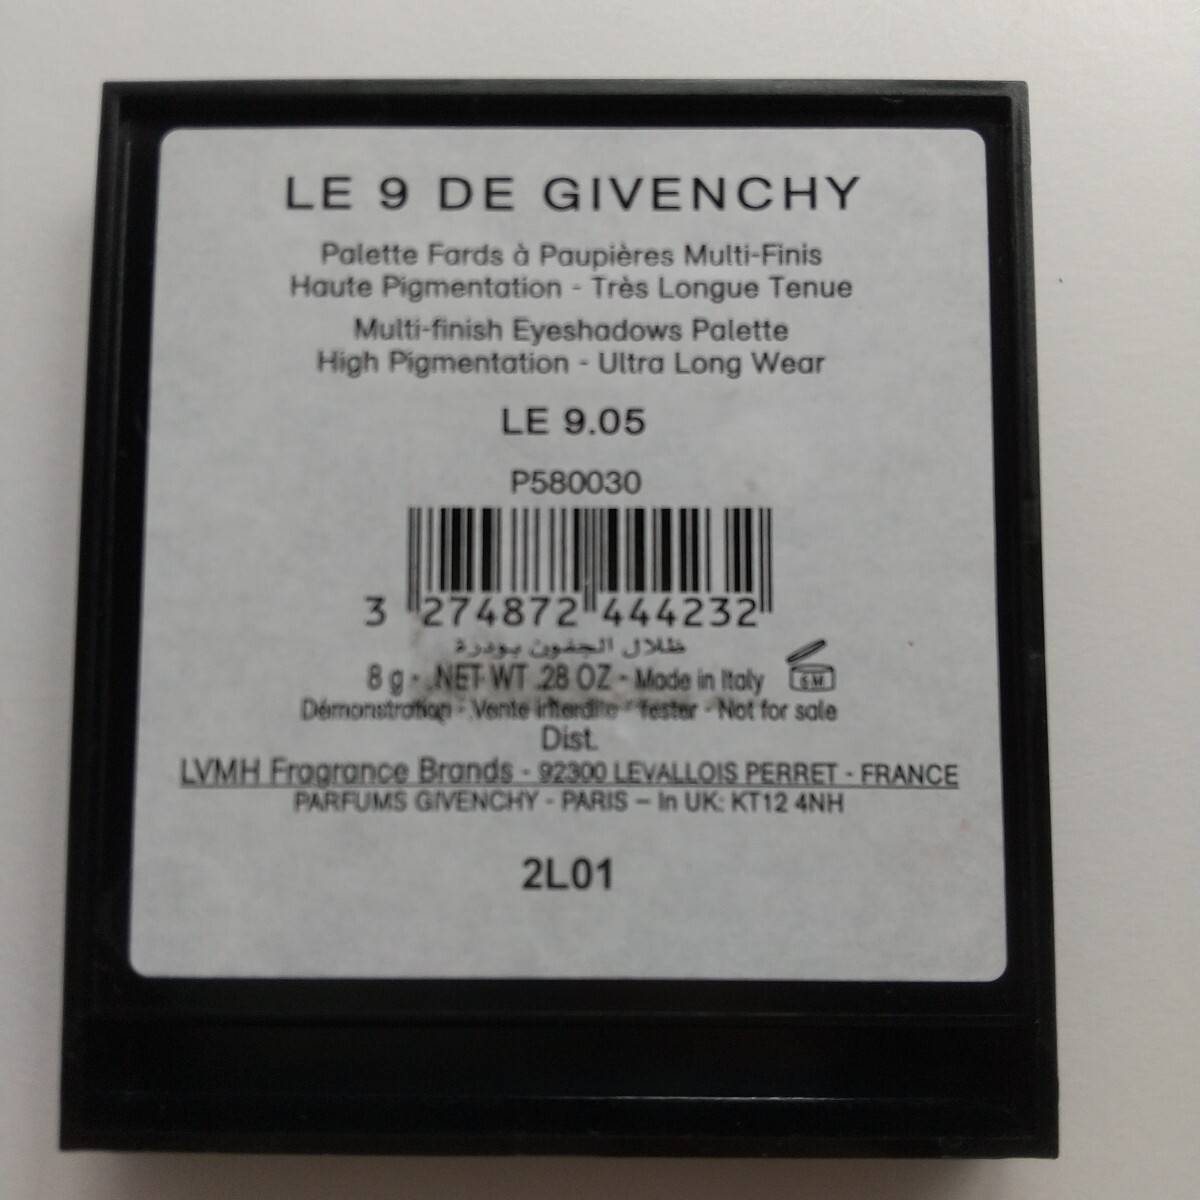 LE 9 DE GIVENCHY
Palette Fards à Paupières Multi-Finis
Haute Pigmentation - Très Longue Tenue
Multi-finish Eyeshadows Palette
High Pigmentation - Ultra Long Wear
LE 9.05
P580030
3 274872 444232
ظلال الجفون بودرة
8 g - NET WT .28 OZ - Made in Italy 6M
Démonstration - Vente interdite - Tester - Not for sale
Dist.
LVMH Fragrance Brands - 92300 LEVALLOIS PERRET - FRANCE
PARFUMS GIVENCHY - PARIS – In UK: KT12 4NH
2L01